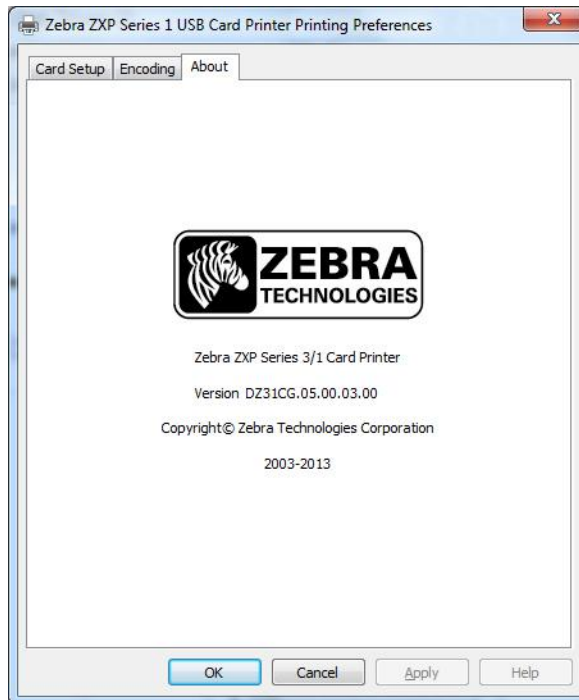 Zebra ZXP Series 1 USB Card Printer Printing Preferences
Card Setup Encoding About
ZEBRA
TECHNOLOGIES
Zebra ZXP Series 3/1 Card Printer
Version DZ31CG.05.00.03.00
Copyright© Zebra Technologies Corporation
2003-2013
OK Cancel Apply Help